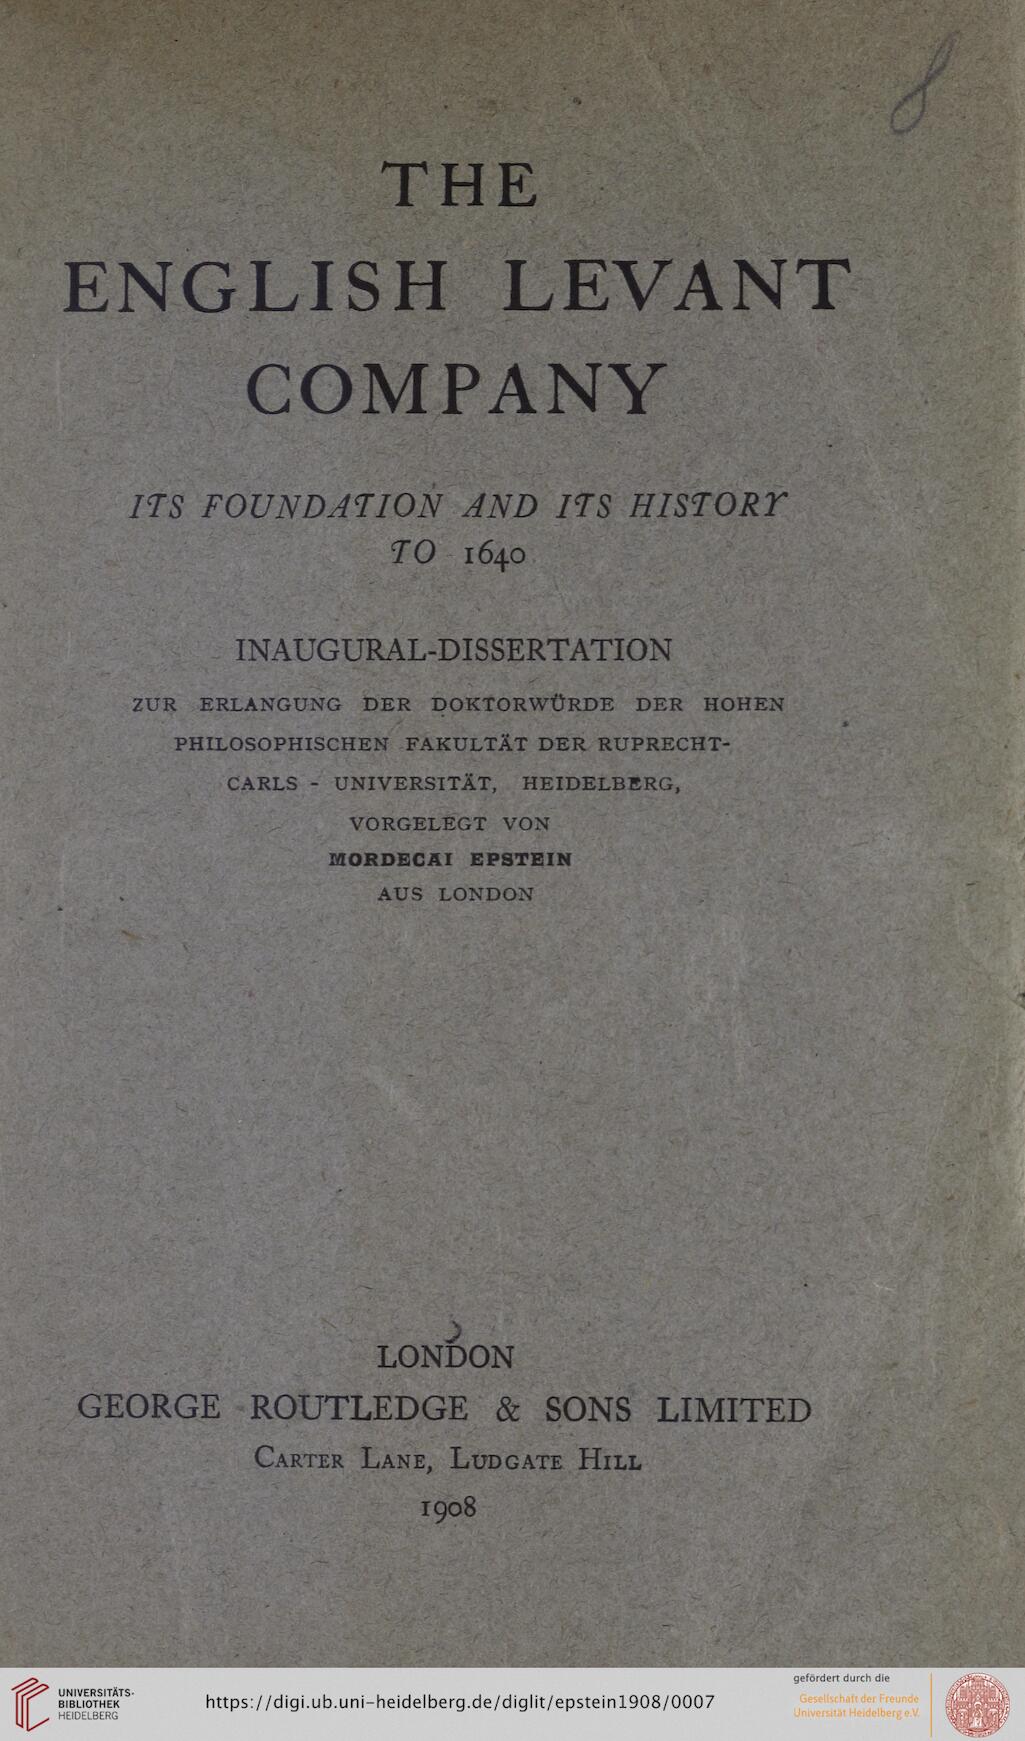 8
THE
ENGLISH LEVANT
COMPANY
ITS FOUNDATION AND ITS HISTORY
TO 1640
INAUGURAL-DISSERTATION
ZUR ERLANGUNG DER DOKTORWÜRDE DER HOHEN
PHILOSOPHISCHEN FAKULTÄT DER RUPRECHT-
CARLS - UNIVERSITÄT, HEIDELBERG,
VORGELEGT VON
MORDECAI EPSTEIN
AUS LONDON
LONDON
GEORGE ROUTLEDGE & SONS LIMITED
CARTER LANE, LUDGATE HILL
1908
UNIVERSITÄTS-
BIBLIOTHEK
HEIDELBERG
https://digi.ub.uni-heidelberg.de/diglit/epstein1908/0007
gefördert durch die
Gesellschaft der Freunde
Universität Heidelberg e.V.